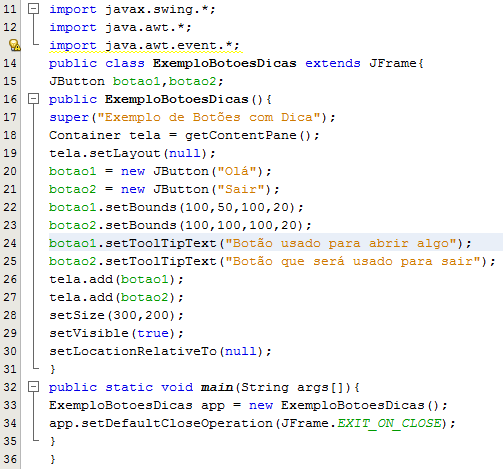 11 import javax.swing.*;
12 import java.awt.*;
import java.awt.event.*;
14 public class ExemploBotoesDicas extends JFrame{
15 JButton botao1,botao2;
16 public ExemploBotoesDicas(){
17 super("Exemplo de Botões com Dica");
18 Container tela = getContentPane();
19 tela.setLayout(null);
20 botao1 = new JButton("Olá");
21 botao2 = new JButton("Sair");
22 botao1.setBounds(100,50,100,20);
23 botao2.setBounds(100,100,100,20);
24 botao1.setToolTipText("Botão usado para abrir algo");
25 botao2.setToolTipText("Botão que será usado para sair");
26 tela.add(botao1);
27 tela.add(botao2);
28 setSize(300,200);
29 setVisible(true);
30 setLocationRelativeTo(null);
31 }
32 public static void main(String args[]){
33 ExemploBotoesDicas app = new ExemploBotoesDicas();
34 app.setDefaultCloseOperation(JFrame.EXIT_ON_CLOSE);
35 }
36 }